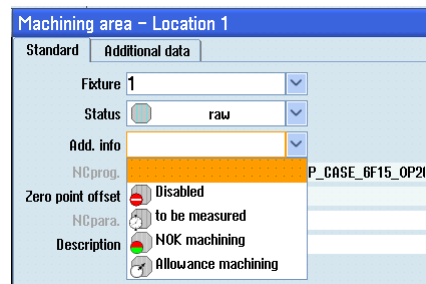 Machining area - Location 1
Standard Additional data
Fixture 1
Status raw
Add. info
NCprog. P_CASE_6F15_OP20
Zero point offset Disabled
NCpara. to be measured
Description NOK machining
Allowance machining